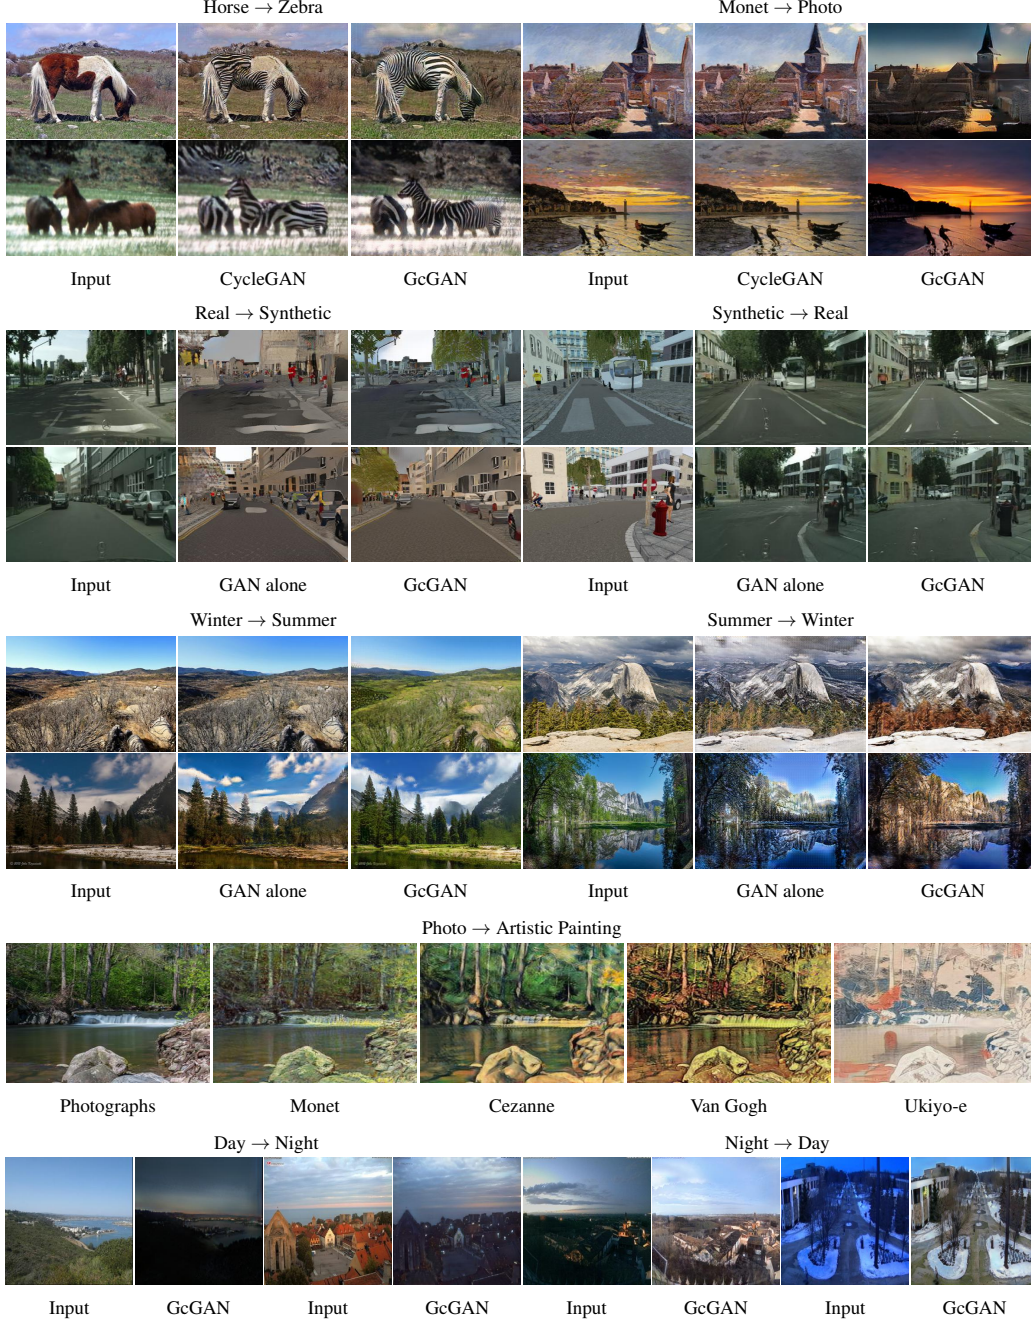 Horse → Zebra
Monet → Photo
Input
CycleGAN
GcGAN
Input
CycleGAN
GcGAN
Real → Synthetic
Synthetic → Real
Input
GAN alone
GcGAN
Input
GAN alone
GcGAN
Winter → Summer
Summer → Winter
Input
GAN alone
GcGAN
Input
GAN alone
GcGAN
Photo → Artistic Painting
Photographs
Monet
Cezanne
Van Gogh
Ukiyo-e
Day → Night
Night → Day
Input
GcGAN
Input
GcGAN
Input
GcGAN
Input
GcGAN